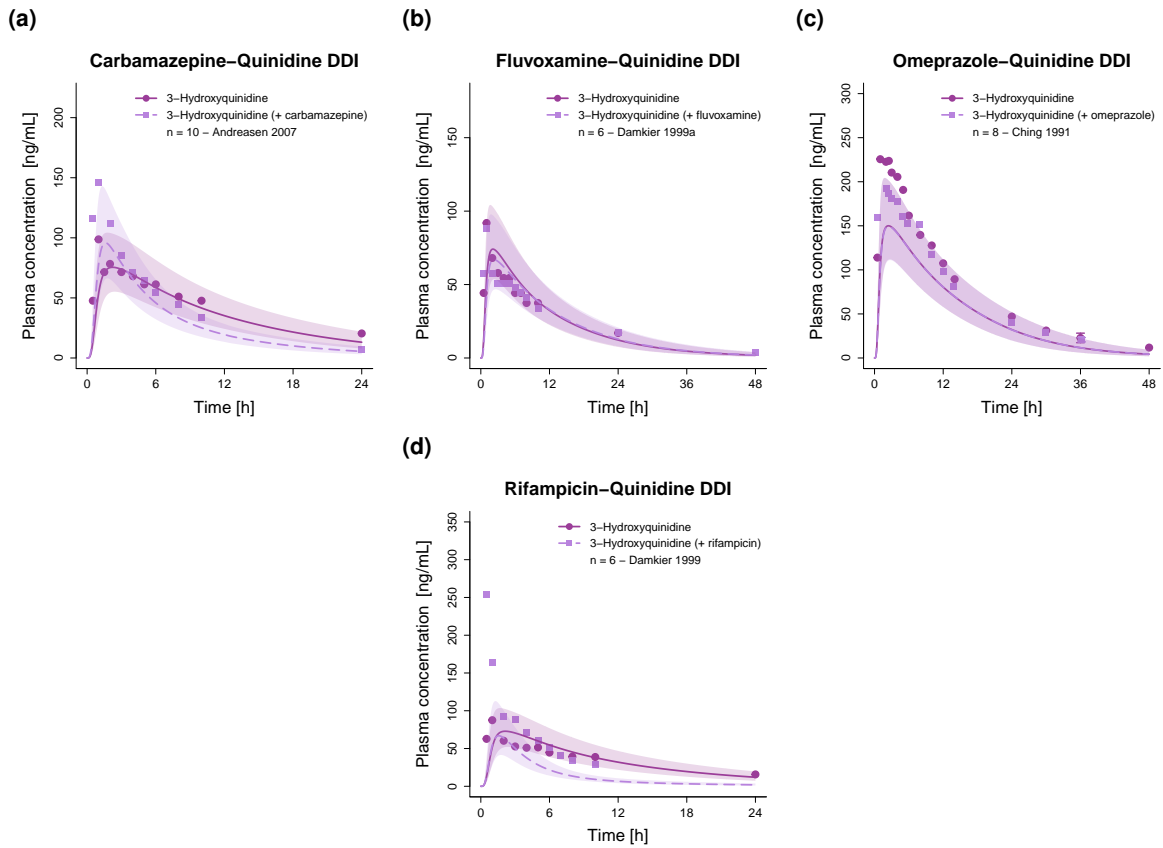 (a)
Carbamazepine−Quinidine DDI
3−Hydroxyquinidine
3−Hydroxyquinidine (+ carbamazepine)
n = 10 − Andreasen 2007
Plasma concentration [ng/mL]
200
150
100
50
0
0 6 12 18 24
Time [h]
(b)
Fluvoxamine−Quinidine DDI
3−Hydroxyquinidine
3−Hydroxyquinidine (+ fluvoxamine)
n = 6 − Damkier 1999a
Plasma concentration [ng/mL]
150
100
50
0
0 12 24 36 48
Time [h]
(c)
Omeprazole−Quinidine DDI
3−Hydroxyquinidine
3−Hydroxyquinidine (+ omeprazole)
n = 8 − Ching 1991
Plasma concentration [ng/mL]
300
250
200
150
100
50
0
0 12 24 36 48
Time [h]
(d)
Rifampicin−Quinidine DDI
3−Hydroxyquinidine
3−Hydroxyquinidine (+ rifampicin)
n = 6 − Damkier 1999
Plasma concentration [ng/mL]
350
300
250
200
150
100
50
0
0 6 12 18 24
Time [h]